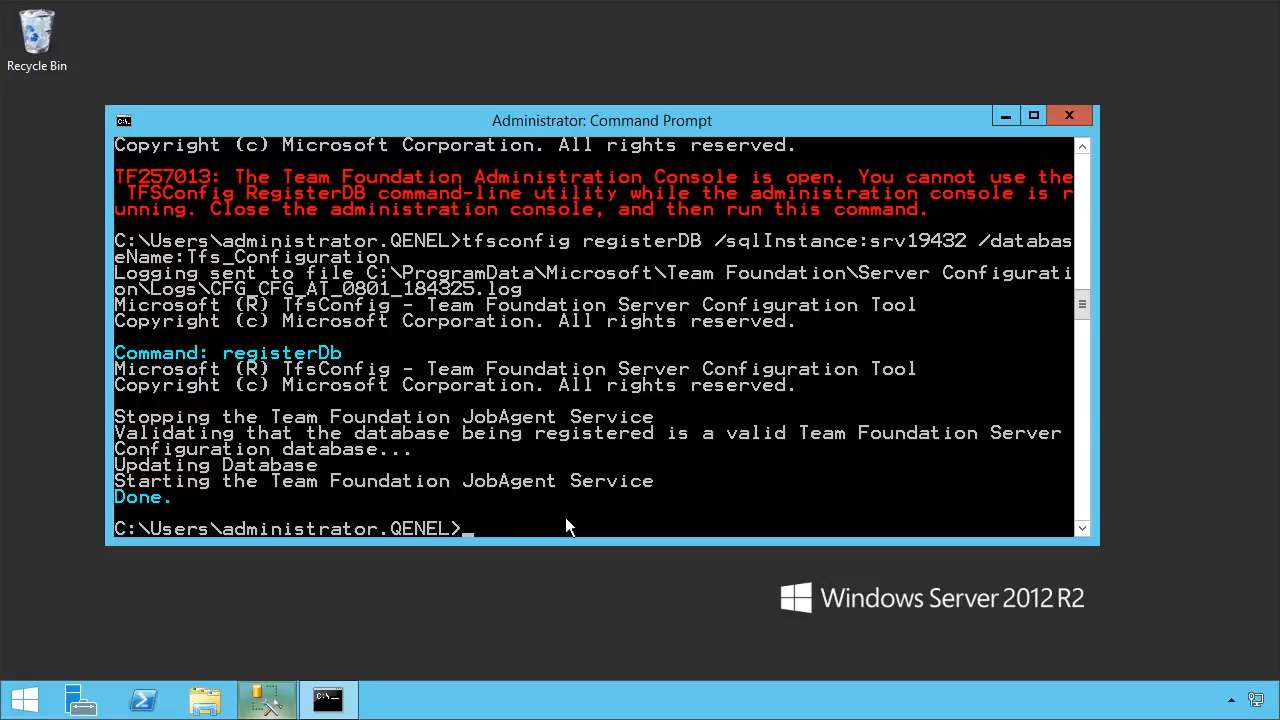 Recycle Bin
Administrator: Command Prompt
Copyright (c) Microsoft Corporation. All rights reserved.
TF257013: The Team Foundation Administration Console is open. You cannot use the
 TFSConfig RegisterDB command-line utility while the administration console is r
unning. Close the administration console, and then run this command.
C:\Users\administrator.QENEL>tfsconfig registerDB /sqlInstance:srv19432 /databas
eName:Tfs_Configuration
Logging sent to file C:\ProgramData\Microsoft\Team Foundation\Server Configurati
on\Logs\CFG_CFG_AT_0801_184325.log
Microsoft (R) TfsConfig - Team Foundation Server Configuration Tool
Copyright (c) Microsoft Corporation. All rights reserved.
Command: registerDb
Microsoft (R) TfsConfig - Team Foundation Server Configuration Tool
Copyright (c) Microsoft Corporation. All rights reserved.
Stopping the Team Foundation JobAgent Service
Validating that the database being registered is a valid Team Foundation Server
Configuration database...
Updating Database
Starting the Team Foundation JobAgent Service
Done.
C:\Users\administrator.QENEL>_
Windows Server 2012 R2